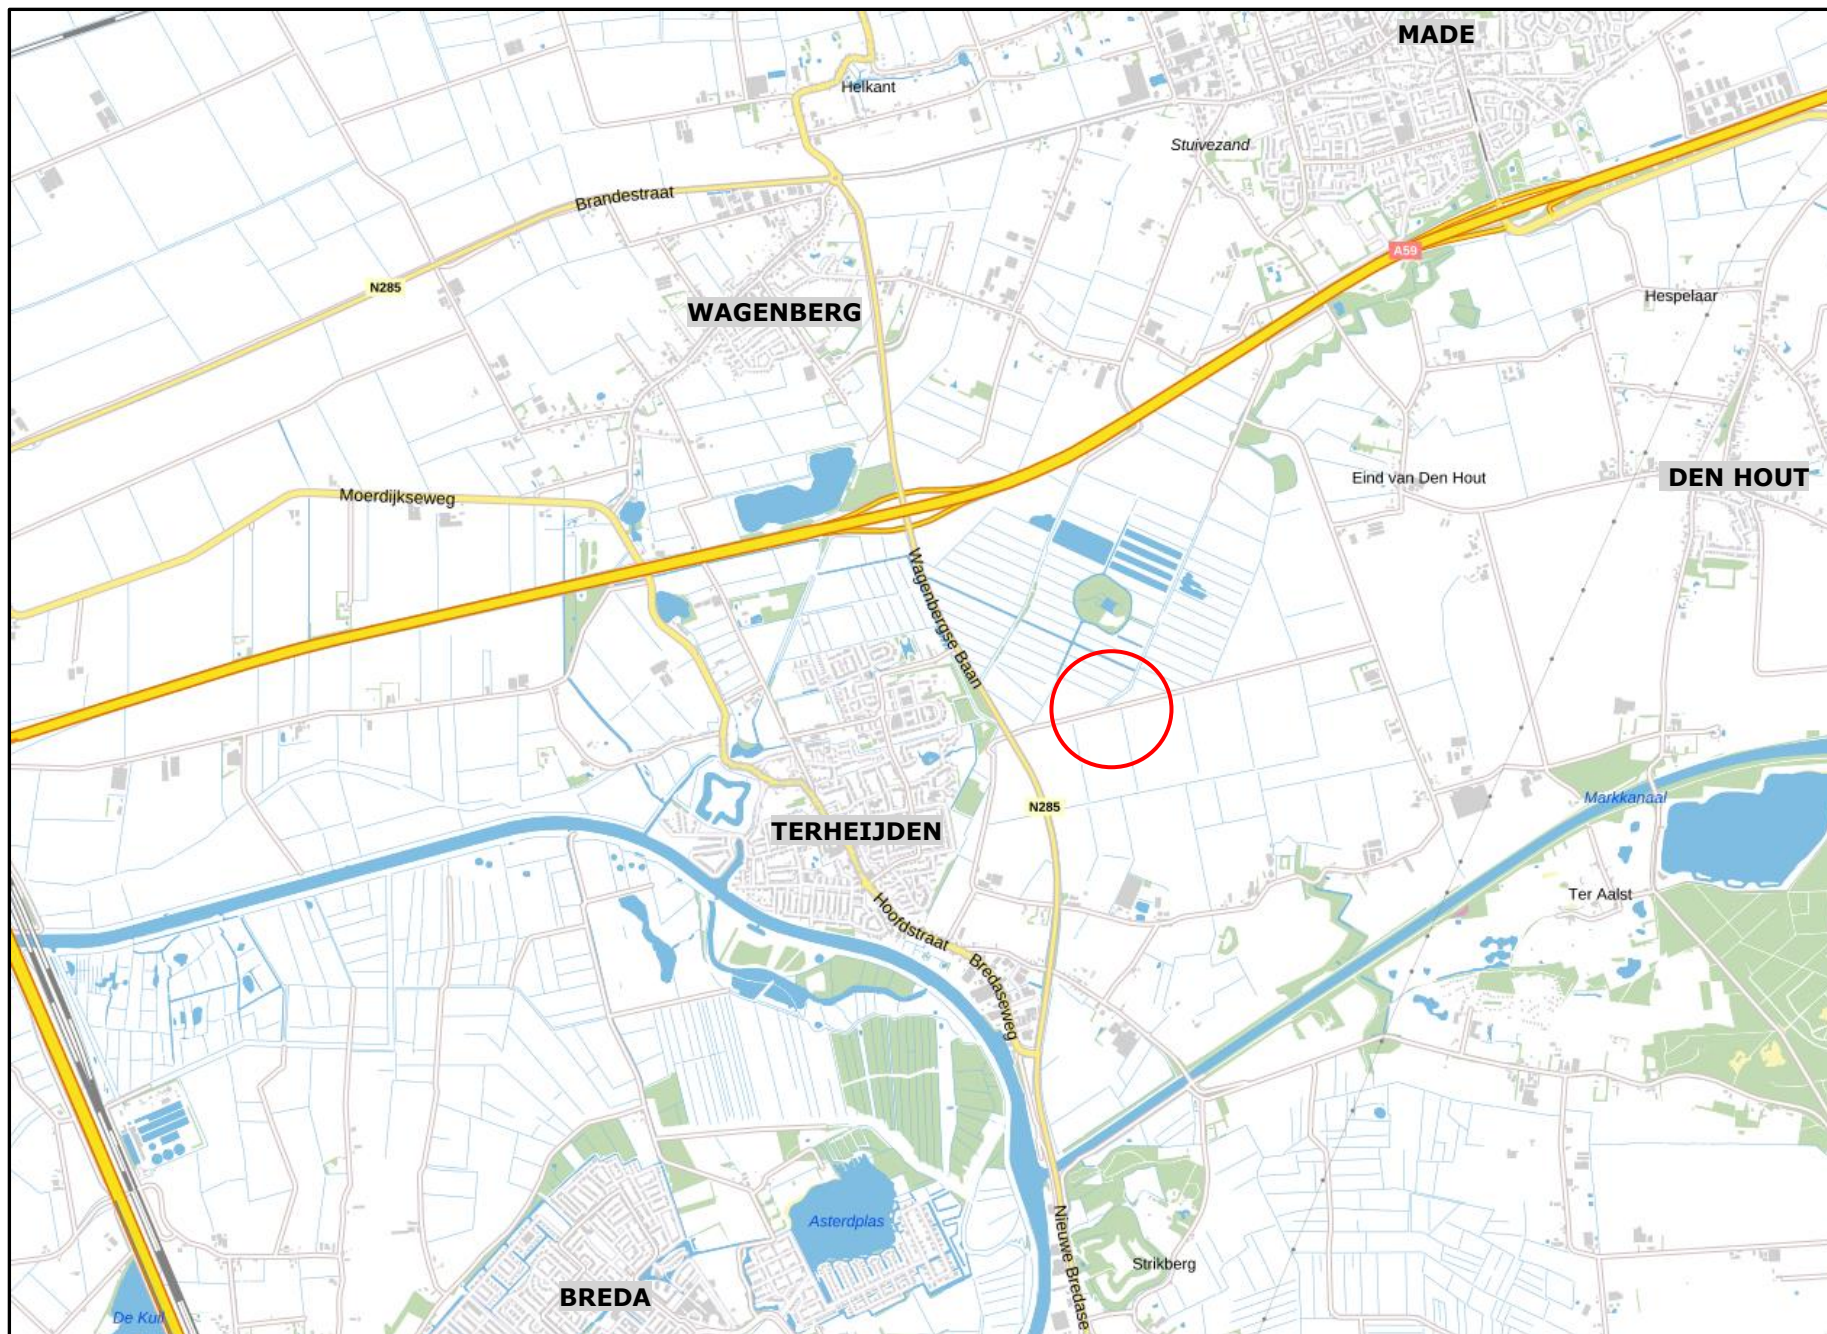 MADE
Helkant
Stuivezand
Brandestraat
A59
N285
Hespelaar
WAGENBERG
Eind van Den Hout
DEN HOUT
Moerdijkseweg
Wagenbergse Baan
Markkanaal
N285
TERHEIJDEN
Ter Aalst
Hoofdstraat
Bredaseweg
Asterdplas
Nieuwe Bredase
Strikberg
BREDA
De Kuil